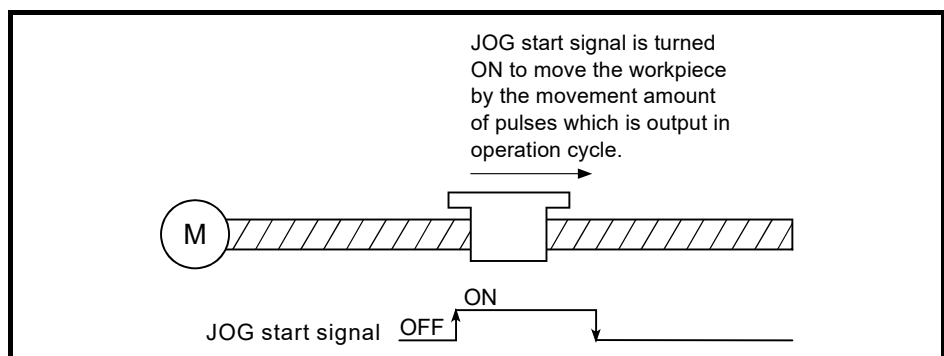 JOG start signal is turned
ON to move the workpiece
by the movement amount
of pulses which is output in
operation cycle.
M
ON
JOG start signal OFF